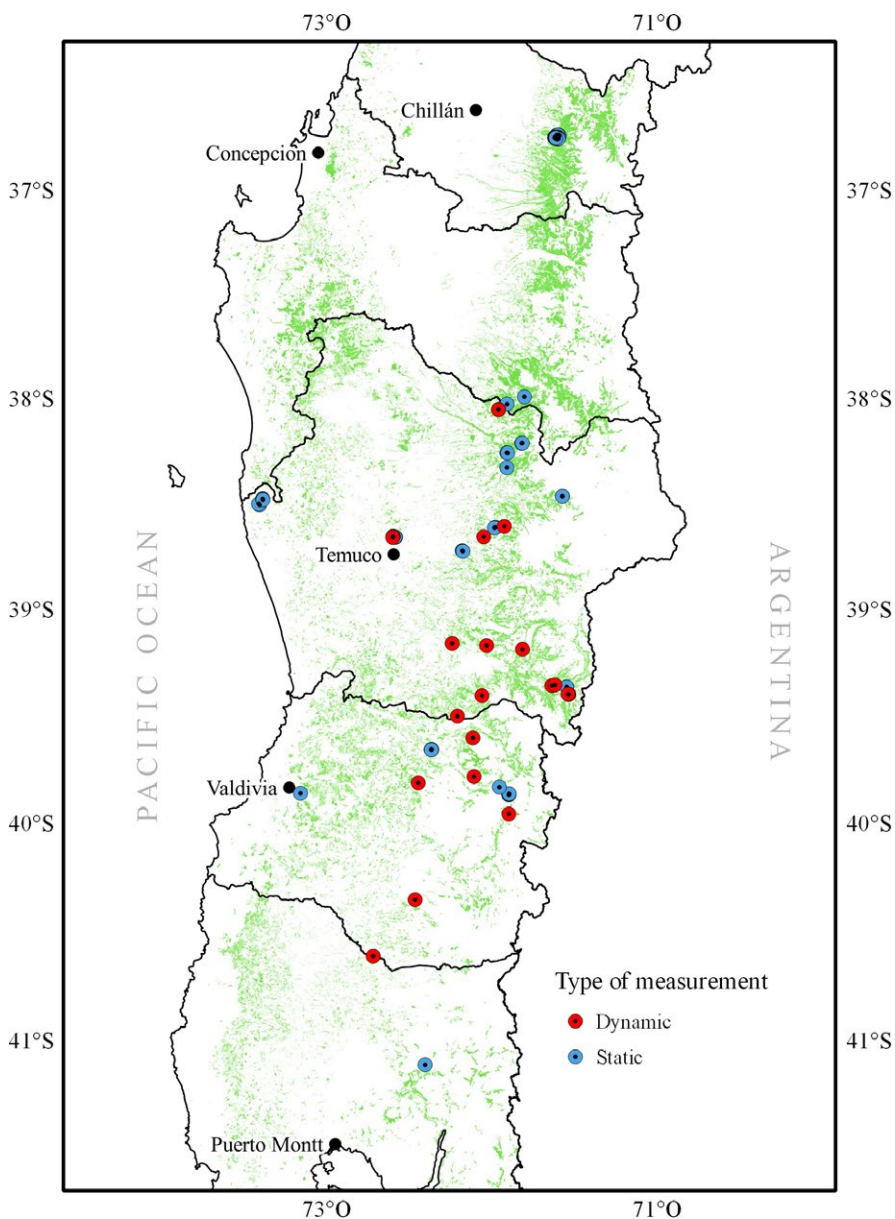 73°O 71°O
Chillán
Concepción
37°S 37°S
38°S 38°S
Temuco
39°S 39°S
PACIFIC OCEAN
ARGENTINA
Valdivia
40°S 40°S
Type of measurement
Dynamic
41°S 41°S
Static
Puerto Montt
73°O 71°O